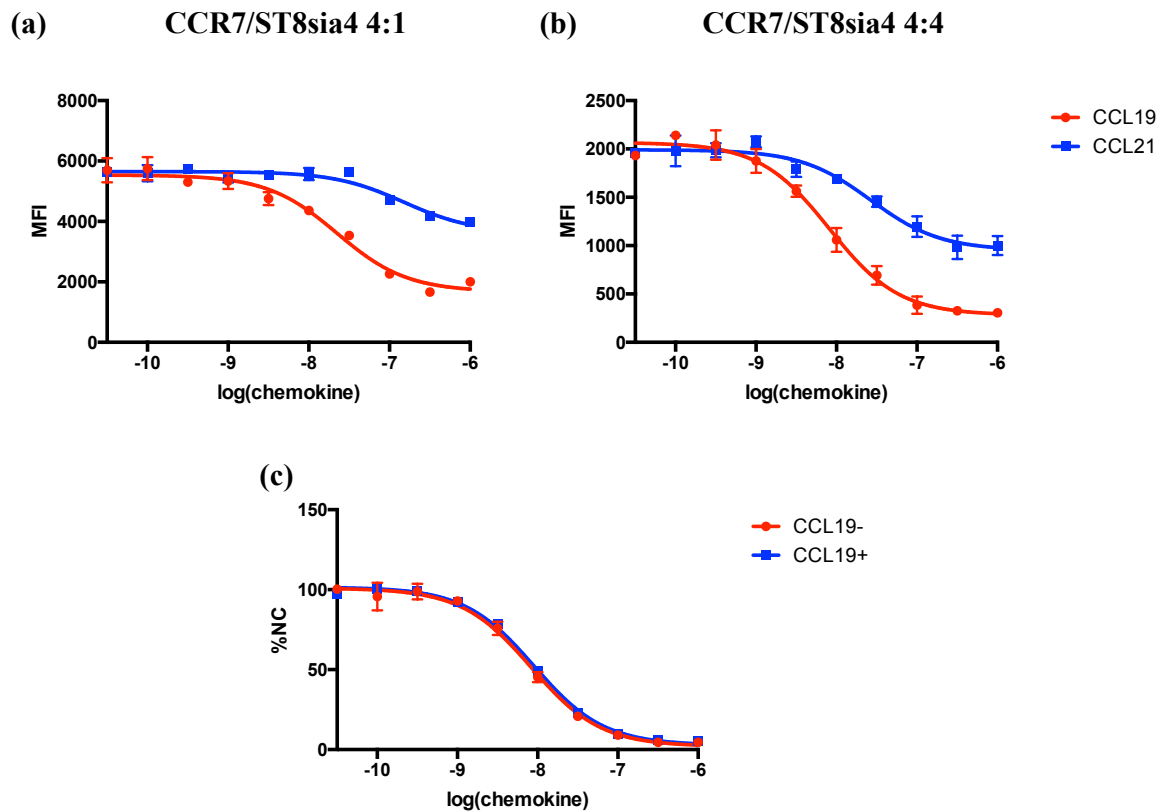 (a) CCR7/ST8sia4 4:1
(b) CCR7/ST8sia4 4:4
8000
6000
4000
2000
0
MFI
-10 -9 -8 -7 -6
log(chemokine)
2500
2000
1500
1000
500
0
MFI
-10 -9 -8 -7 -6
log(chemokine)
CCL19
CCL21
(c)
150
100
50
0
%NC
-10 -9 -8 -7 -6
log(chemokine)
CCL19-
CCL19+